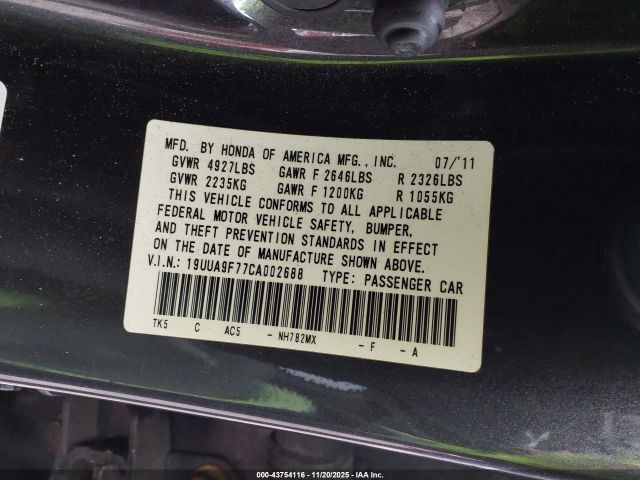 MFD. BY HONDA OF AMERICA MFG., INC. 07/'11
GVWR 4927LBS GAWR F 2646LBS R 2326LBS
GVWR 2235KG GAWR F 1200KG R 1055KG
THIS VEHICLE CONFORMS TO ALL APPLICABLE
FEDERAL MOTOR VEHICLE SAFETY, BUMPER,
AND THEFT PREVENTION STANDARDS IN EFFECT
ON THE DATE OF MANUFACTURE SHOWN ABOVE.
V.I.N.: 19UUA9F77CA002688 TYPE: PASSENGER CAR
TK5 C AC5 - NH782MX - F - A
000-43754116 - 11/20/2025 - IAA Inc.